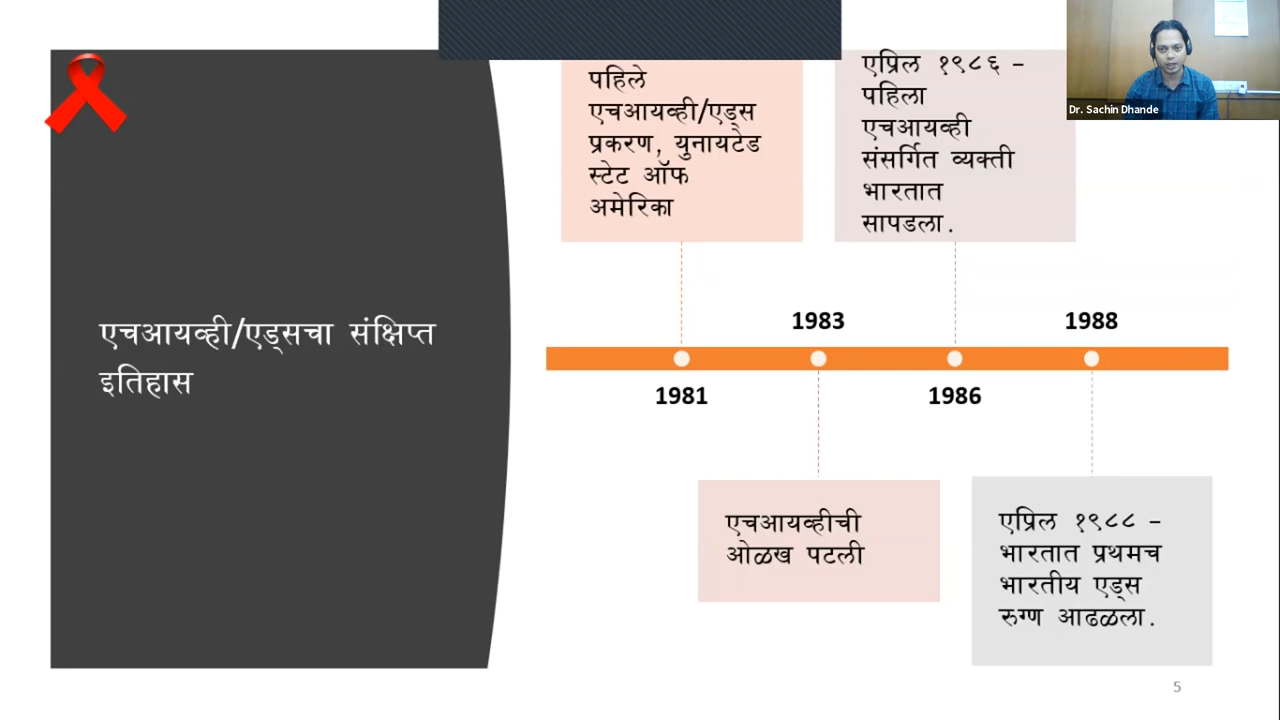 पहिले
एचआयव्ही/एड्स
प्रकरण, युनायटेड
स्टेट ऑफ
अमेरिका
एप्रिल १९८६ –
पहिला
एचआयव्ही
संसर्गित व्यक्ती
भारतात
सापडला.
Dr. Sachin Dhande
एचआयव्ही/एड्सचा संक्षिप्त
इतिहास
1983
1988
1981
1986
एचआयव्हीची
ओळख पटली
एप्रिल १९८८ –
भारतात प्रथमच
भारतीय एड्स
रुग्ण आढळला.
5